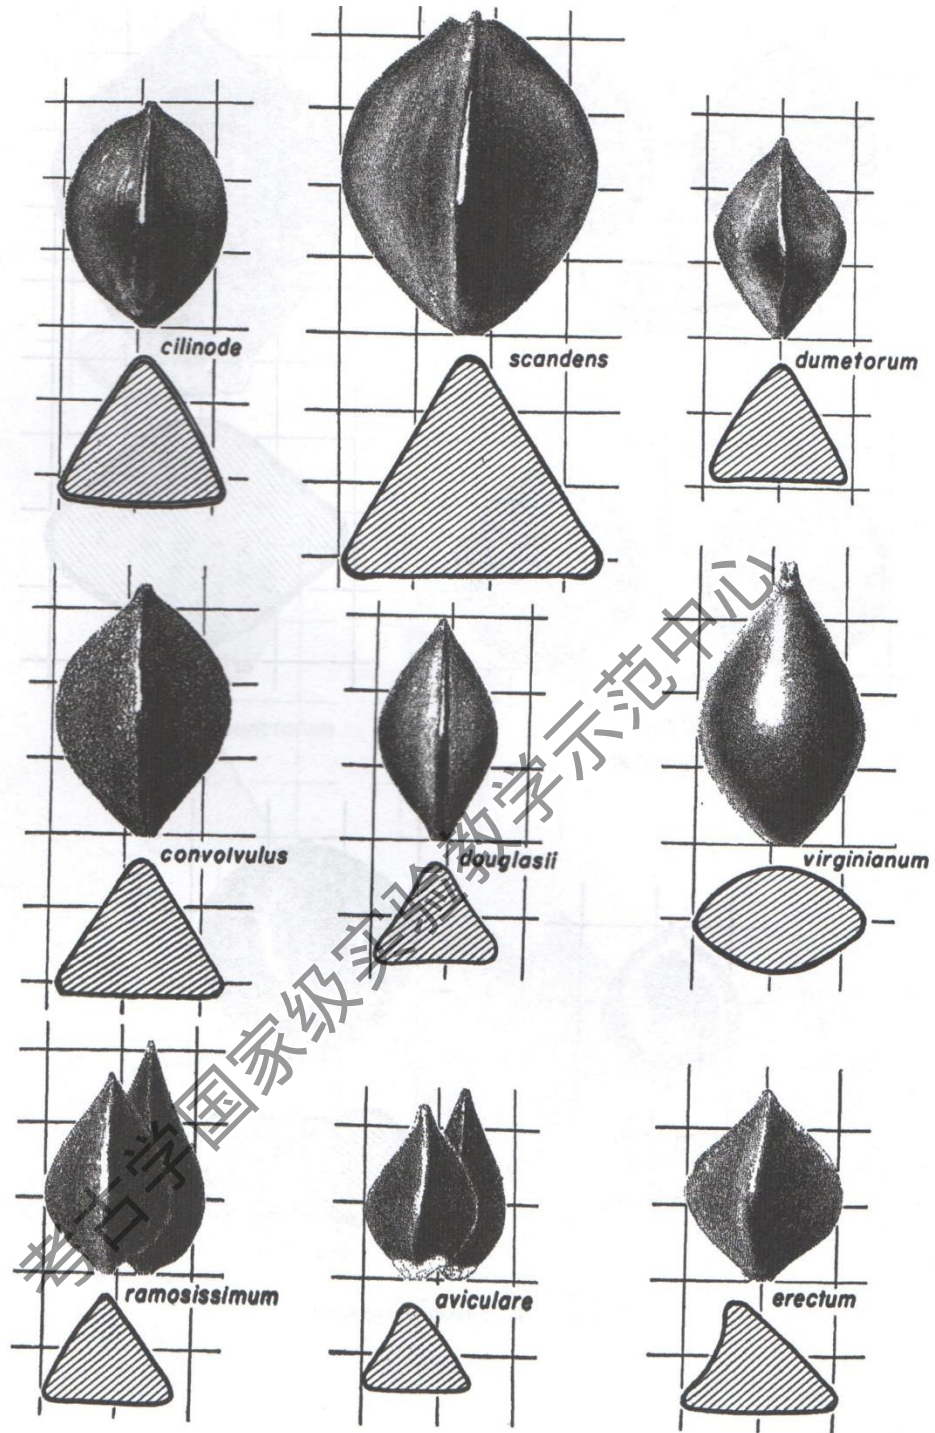 cilinode
scandens
dumetorum
convolvulus
douglasii
virginianum
ramosissimum
aviculare
erectum
考古学国家级实验教学示范中心